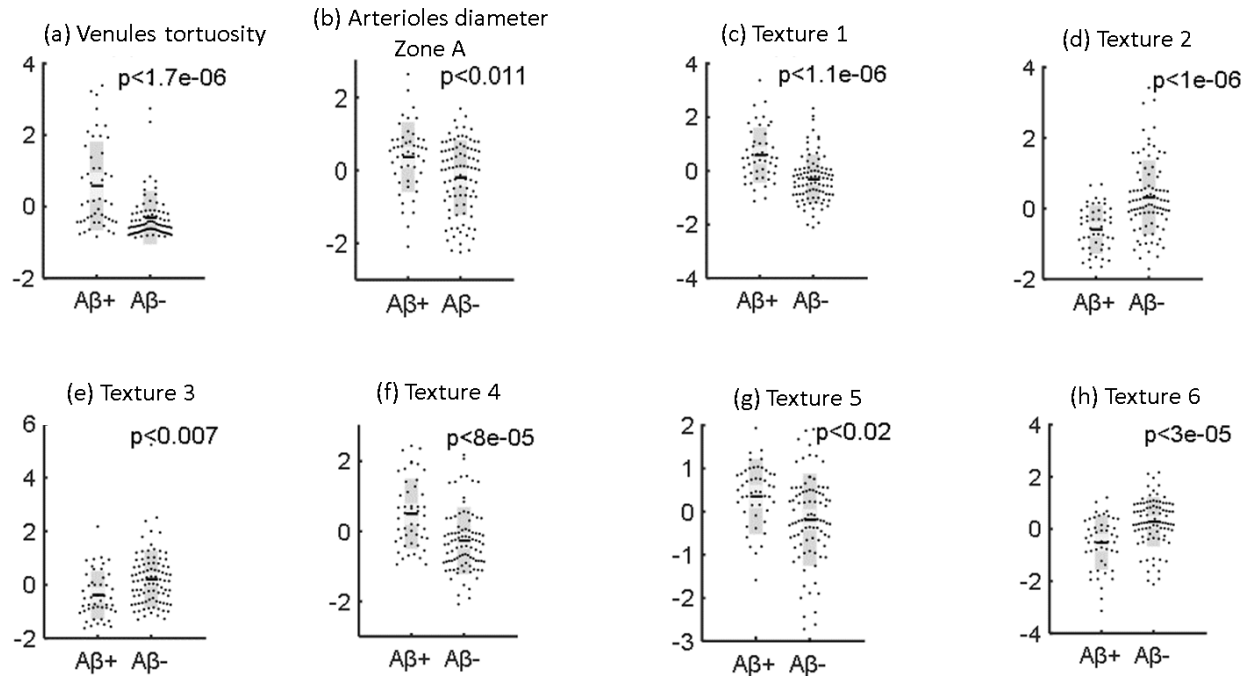 (a) Venules tortuosity
4
p<1.7e-06
2
0
-2
Aβ+ Aβ-
(b) Arterioles diameter
Zone A
p<0.011
2
0
-2
Aβ+ Aβ-
(c) Texture 1
4
p<1.1e-06
2
0
-2
-4
Aβ+ Aβ-
(d) Texture 2
4
p<1e-06
2
0
-2
Aβ+ Aβ-
(e) Texture 3
6
p<0.007
4
2
0
-2
Aβ+ Aβ-
(f) Texture 4
p<8e-05
2
0
-2
Aβ+ Aβ-
(g) Texture 5
2
p<0.02
1
0
-1
-2
-3
Aβ+ Aβ-
(h) Texture 6
4
p<3e-05
2
0
-2
-4
Aβ+ Aβ-